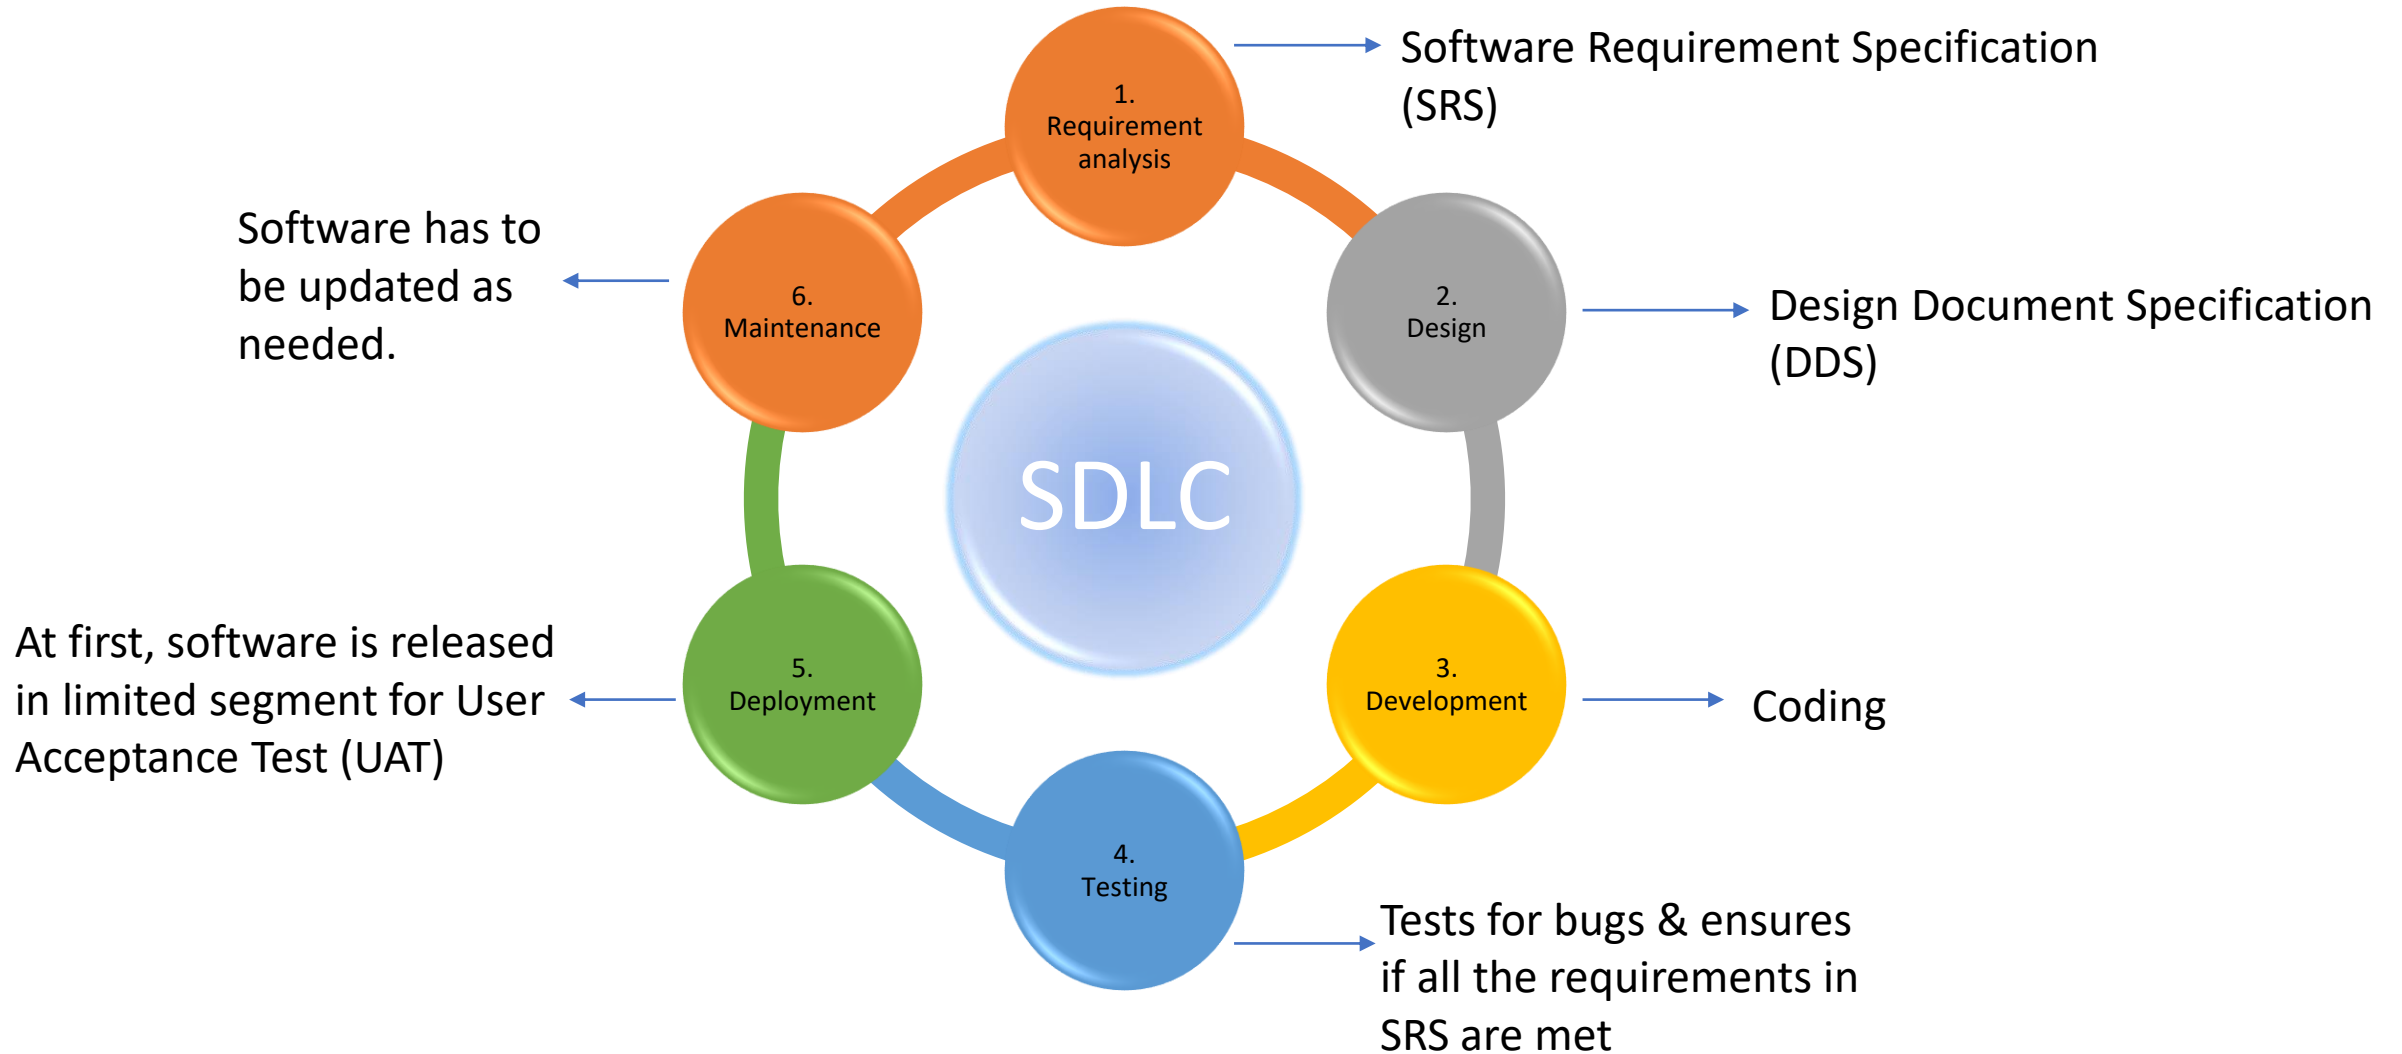 1.
Requirement
analysis
Software Requirement Specification
(SRS)
2.
Design
Design Document Specification
(DDS)
3.
Development
Coding
4.
Testing
Tests for bugs & ensures
if all the requirements in
SRS are met
5.
Deployment
At first, software is released
in limited segment for User
Acceptance Test (UAT)
6.
Maintenance
Software has to
be updated as
needed.
SDLC